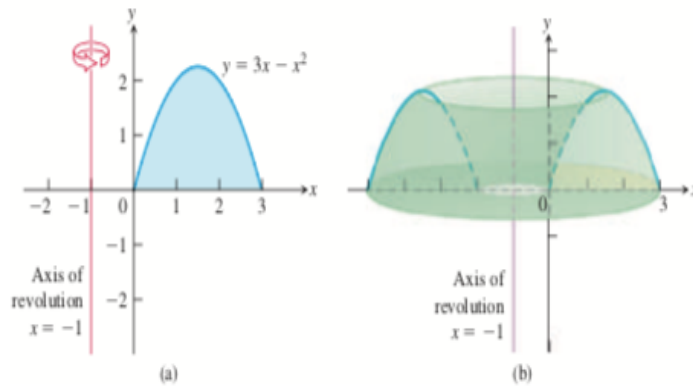 y
y = 3x − x²
2
1
−2 −1 0 1 2 3 x
−1
Axis of
revolution
x = −1
−2
(a)
y
0 3 x
Axis of
revolution
x = −1
(b)